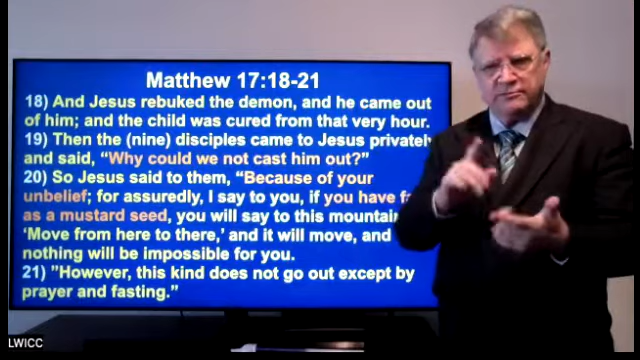 Matthew 17:18-21
18) And Jesus rebuked the demon, and he came out
of him; and the child was cured from that very hour.
19) Then the (nine) disciples came to Jesus privately
and said, “Why could we not cast him out?”
20) So Jesus said to them, “Because of your
unbelief; for assuredly, I say to you, if you have
as a mustard seed, you will say to this mountain
‘Move from here to there,’ and it will move, and
nothing will be impossible for you.
21) ”However, this kind does not go out except by
prayer and fasting.”
LWICC